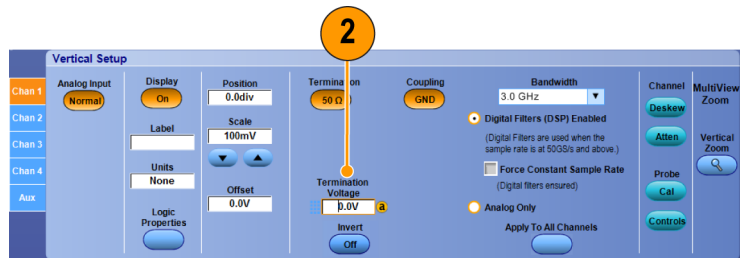 2
Vertical Setup
Chan 1
Chan 2
Chan 3
Chan 4
Aux
Analog Input
Normal
Display
On
Label
Units
None
Logic
Properties
Position
0.0div
Scale
100mV
Offset
0.0V
Termination
50 Ω
Termination
Voltage
0.0V
a
Invert
Off
Coupling
GND
Bandwidth
3.0 GHz
Digital Filters (DSP) Enabled
(Digital Filters are used when the
sample rate is at 50GS/s and above.)
Force Constant Sample Rate
(Digital filters ensured)
Analog Only
Apply To All Channels
Channel
Deskew
Atten
Probe
Cal
Controls
MultiView
Zoom
Vertical
Zoom